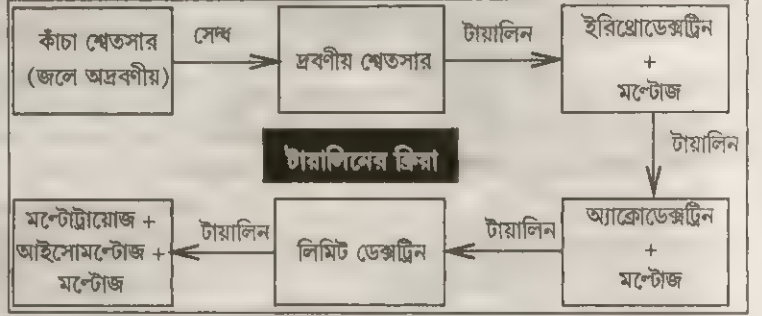 কাঁচা শ্বেতসার
(জলে অদ্রবণীয়)
সেদ্ধ
দ্রবণীয় শ্বেতসার
টায়ালিন
ইরিথ্রোডেক্সট্রিন
+
মল্টোজ
টায়ালিন
টায়ালিনের ক্রিয়া
অ্যাক্রোডেক্সট্রিন
+
মল্টোজ
টায়ালিন
লিমিট ডেক্সট্রিন
টায়ালিন
মল্টোট্রায়োজ +
আইসোমল্টোজ +
মল্টোজ